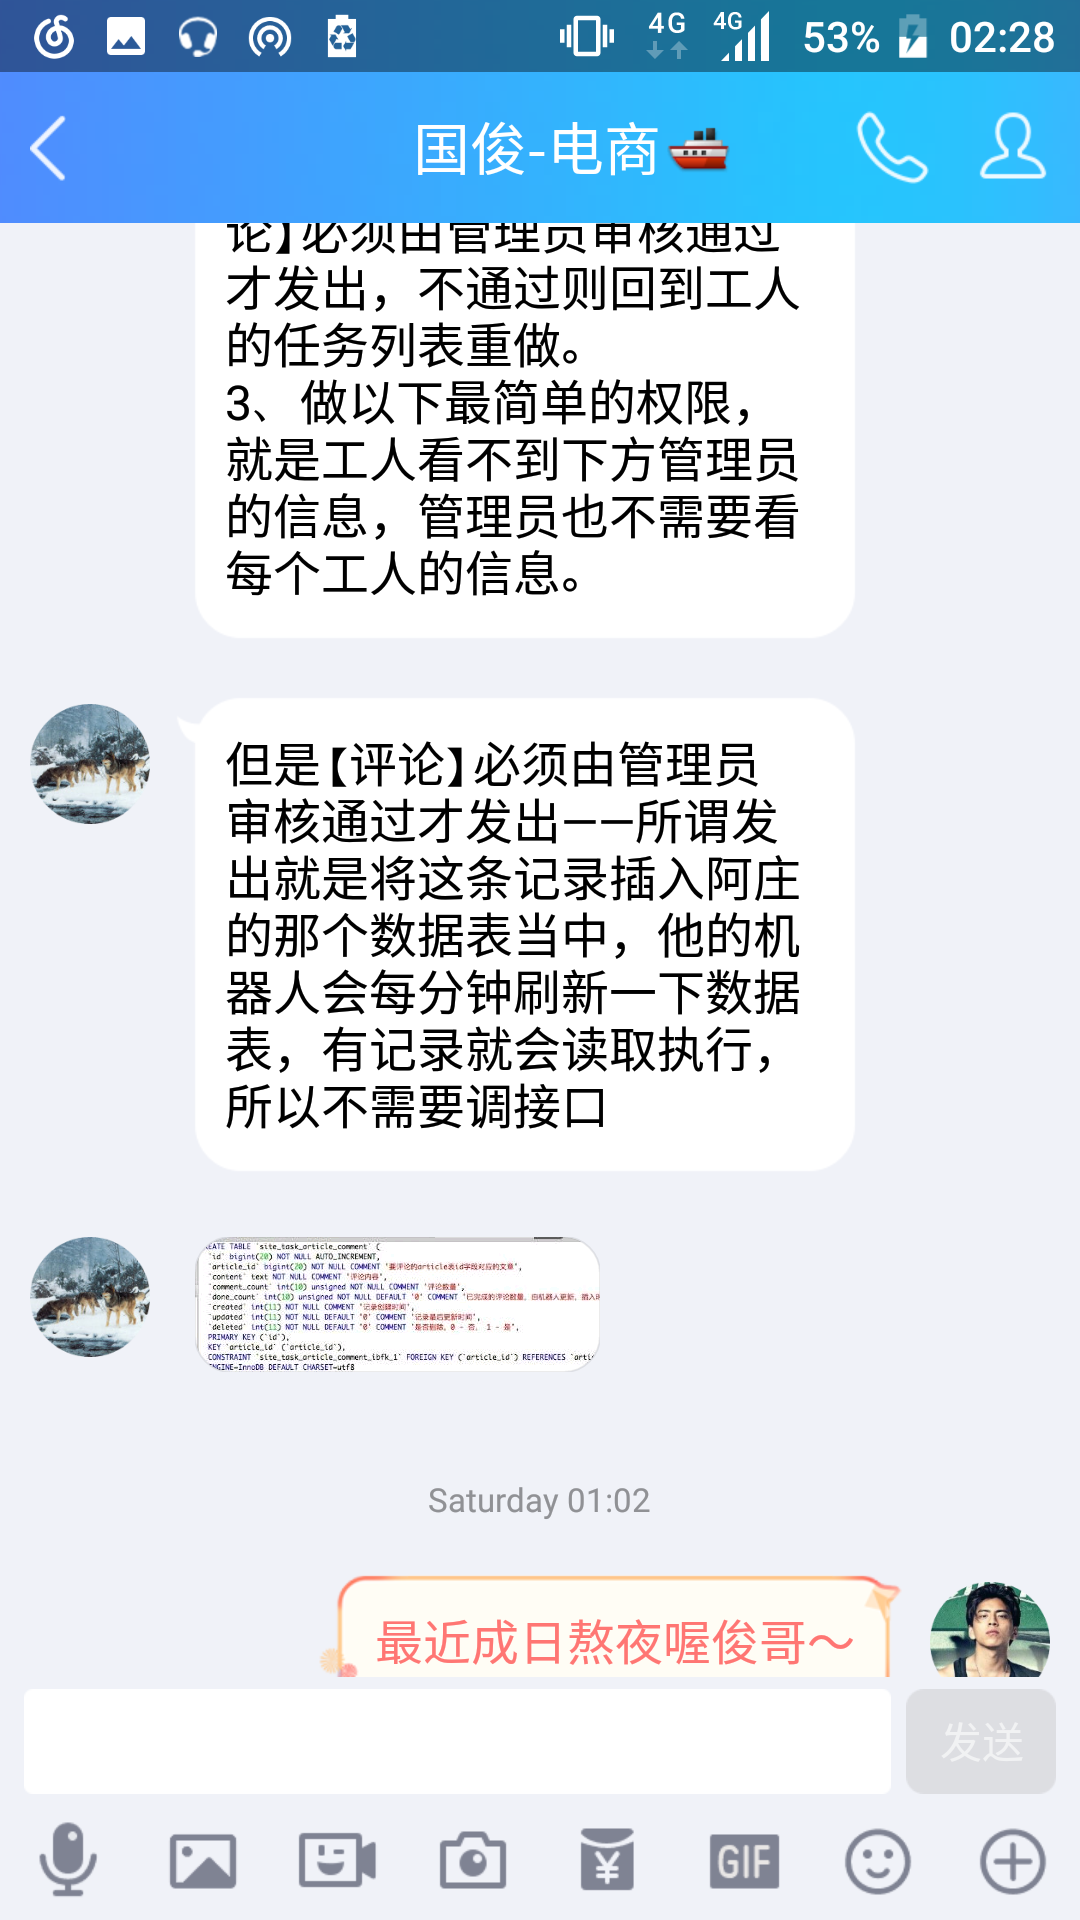 4G 4G 53% 02:28
国俊-电商
论】必须由管理员审核通过
才发出，不通过则回到工人
的任务列表重做。
3、做以下最简单的权限，
就是工人看不到下方管理员
的信息，管理员也不需要看
每个工人的信息。
但是【评论】必须由管理员
审核通过才发出——所谓发
出就是将这条记录插入阿庄
的那个数据表当中，他的机
器人会每分钟刷新一下数据
表，有记录就会读取执行，
所以不需要调接口
EATE TABLE `site_task_article_comment` (
`id` bigint(20) NOT NULL AUTO_INCREMENT,
`article_id` bigint(20) NOT NULL COMMENT '要评论的article表id字段对应的文章',
`content` text NOT NULL COMMENT '评论内容',
`comment_count` int(10) unsigned NOT NULL COMMENT '评论数量',
`done_count` int(10) unsigned NOT NULL DEFAULT '0' COMMENT '已完成的评论数量，由机器人更新，插入
`created` int(11) NOT NULL COMMENT '记录创建时间',
`updated` int(11) NOT NULL DEFAULT '0' COMMENT '记录最后更新时间',
`deleted` int(11) NOT NULL DEFAULT '0' COMMENT '是否删除，0 - 否， 1 - 是',
PRIMARY KEY (`id`),
KEY `article_id` (`article_id`),
CONSTRAINT `site_task_article_comment_ibfk_1` FOREIGN KEY (`article_id`) REFERENCES `arti
ENGINE=InnoDB DEFAULT CHARSET=utf8
Saturday 01:02
最近成日熬夜喔俊哥～
发送
GIF